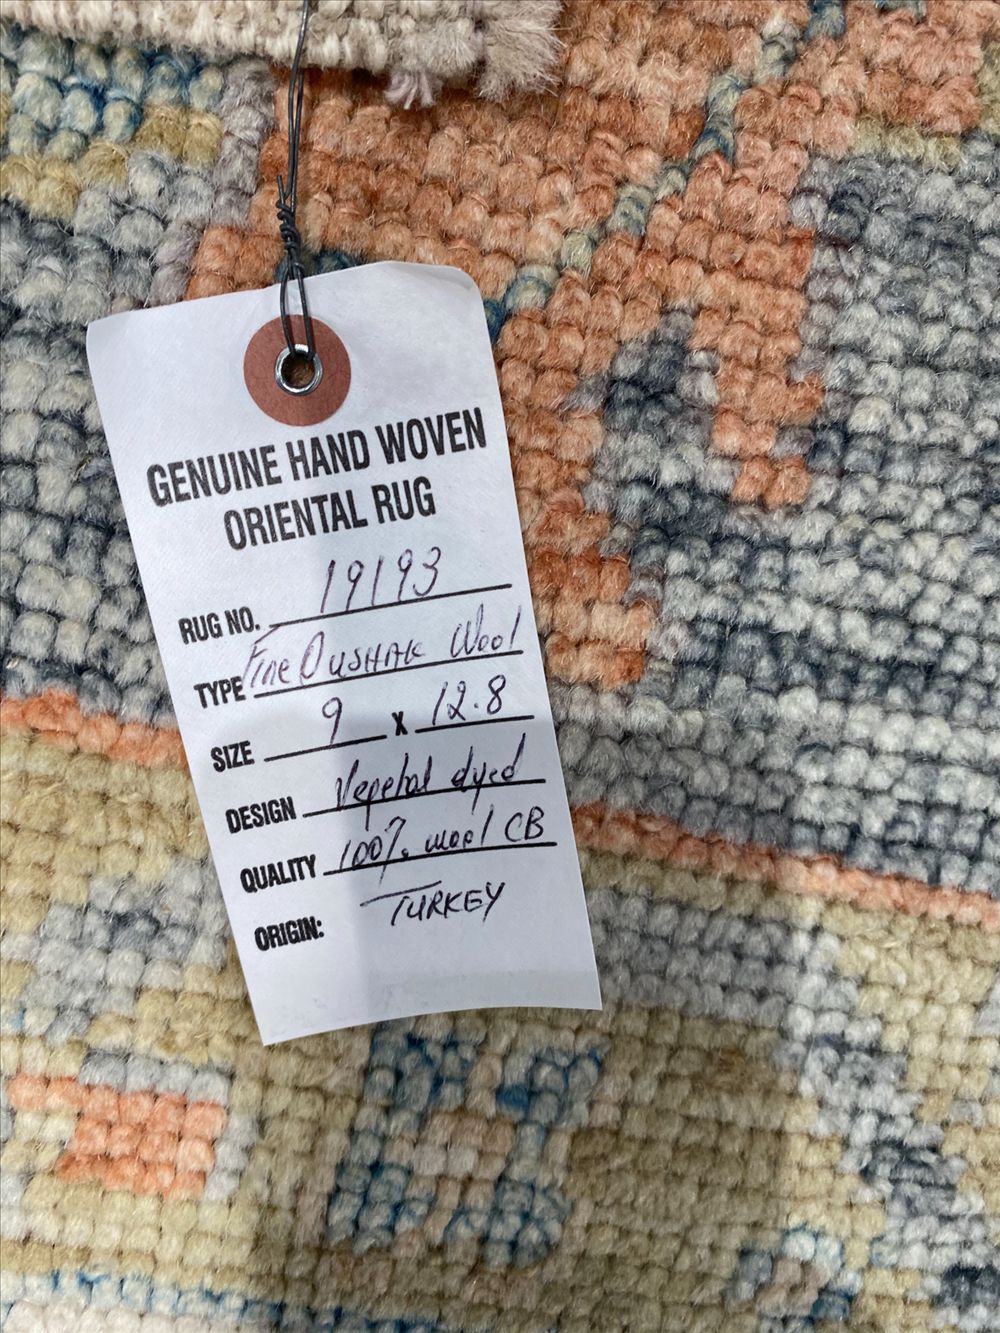 GENUINE HAND WOVEN
ORIENTAL RUG
RUG NO. 19193
TYPE Fine OUSHAK Wool
SIZE 9 X 12.8
DESIGN Vegetal dyed
QUALITY 100% wool CB
ORIGIN: TURKEY